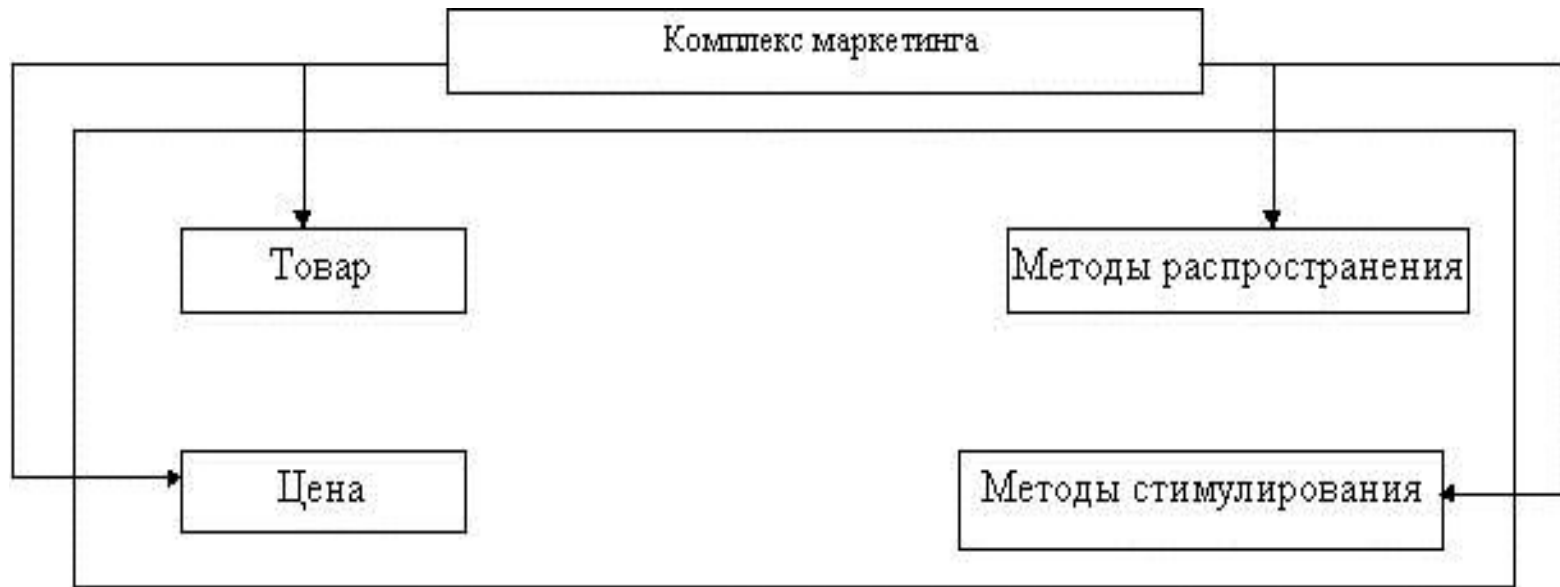 Комплекс маркетинга
Товар
Методы распространения
Цена
Методы стимулирования